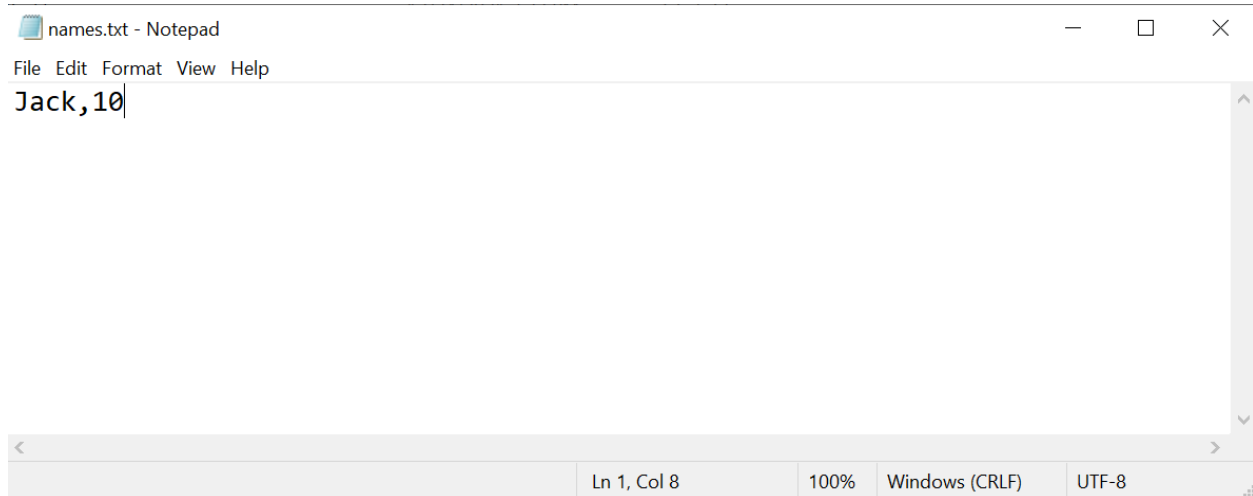 names.txt - Notepad
File Edit Format View Help
Jack,10
Ln 1, Col 8 100% Windows (CRLF) UTF-8